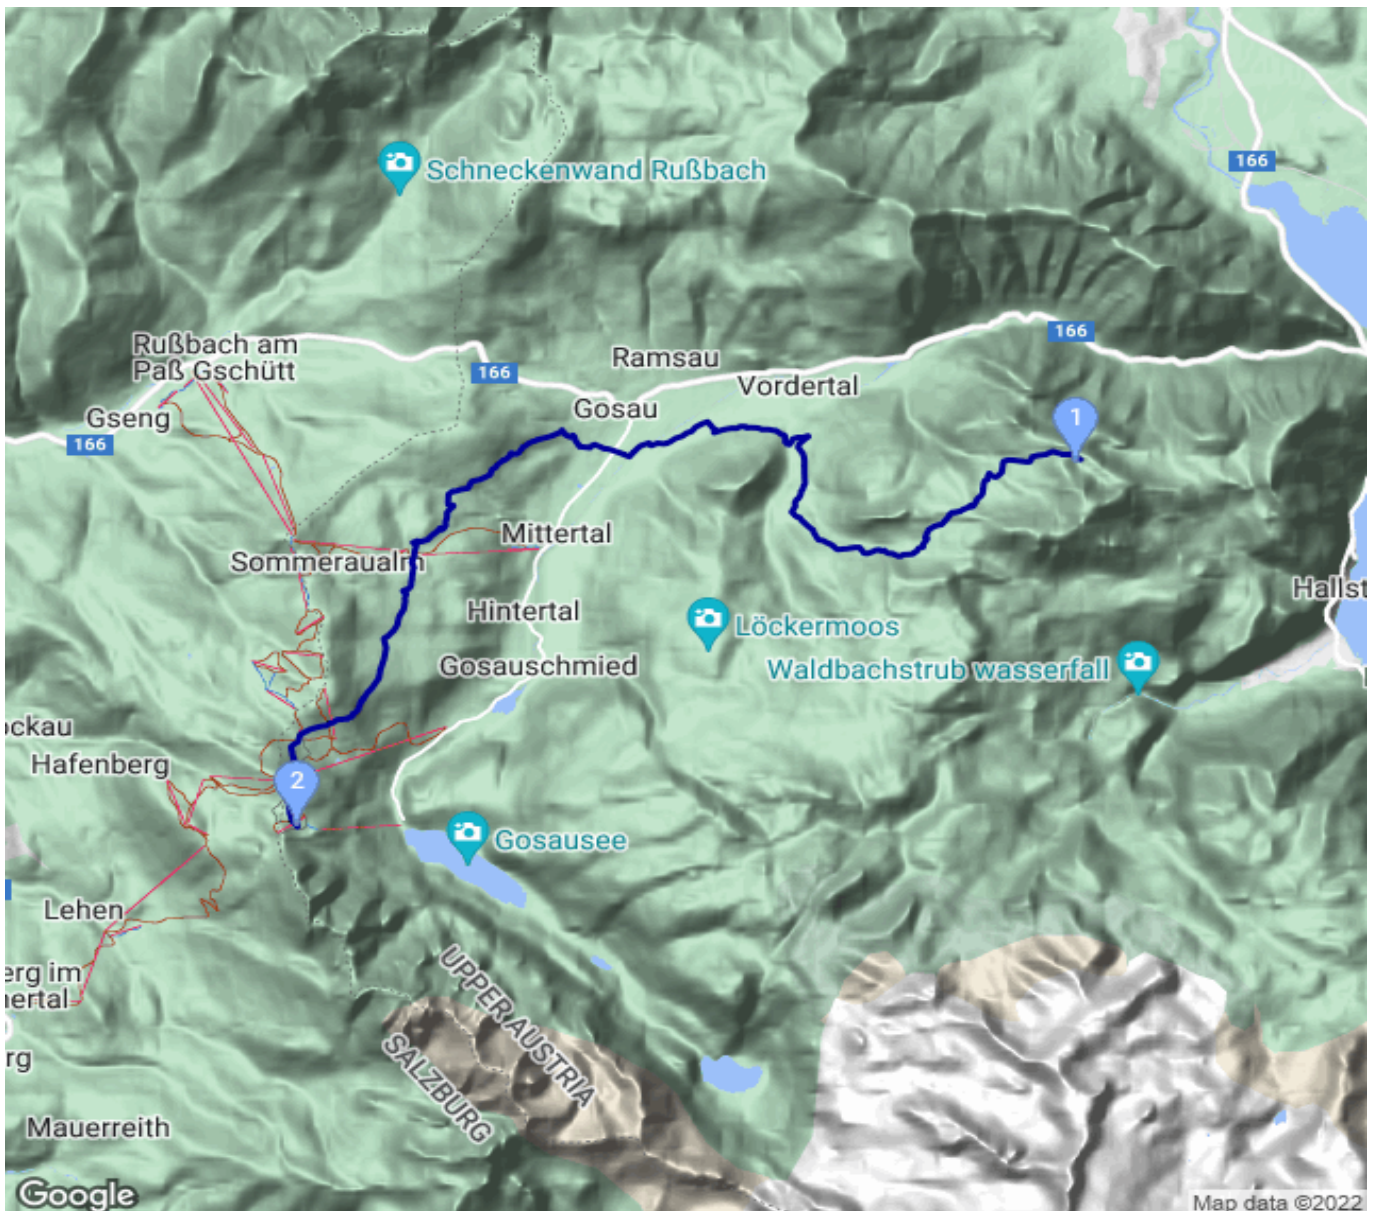 166
Schneckenwand Rußbach
166
Rußbach am
Paß Gschütt
Ramsau
166
Vordertal
Gosau
Gseng
166
1
Mittertal
Sommeraualm
Hallst
Hintertal
Löckermoos
Gosauschmied
Waldbachstrub wasserfall
ockau
Hafenberg
2
Gosausee
Lehen
erg im
nertal
UPPER AUSTRIA
SALZBURG
rg
Mauerreith
Google
Map data ©2022